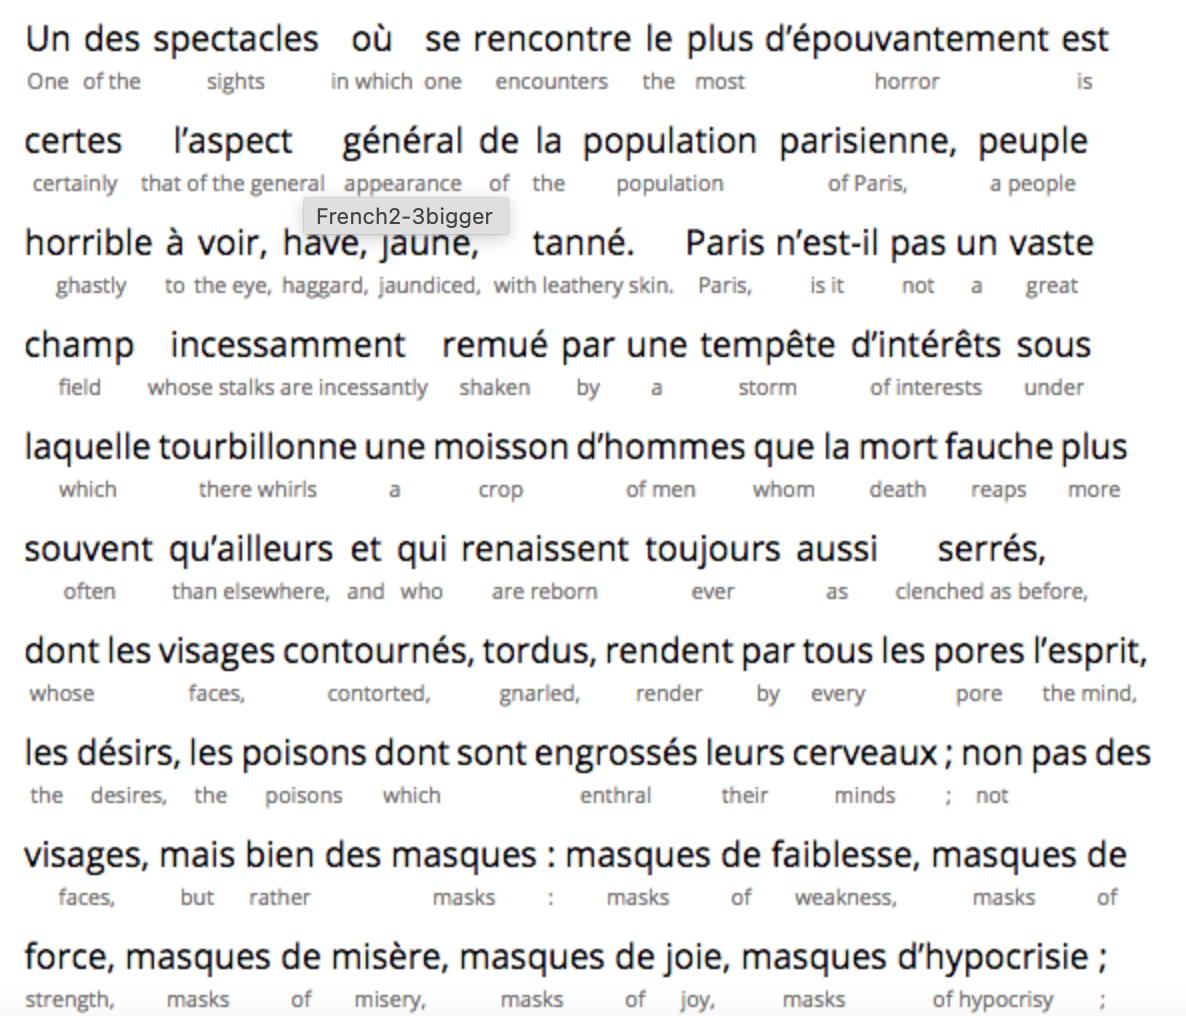 Un des spectacles où se rencontre le plus d’épouvantement est
One of the sights in which one encounters the most horror is
certes l’aspect général de la population parisienne, peuple
certainly that of the general appearance of the population of Paris, a people
French2-3bigger
horrible à voir, hâve, jaune, tanné. Paris n’est-il pas un vaste
ghastly to the eye, haggard, jaundiced, with leathery skin. Paris, is it not a great
champ incessamment remué par une tempête d’intérêts sous
field whose stalks are incessantly shaken by a storm of interests under
laquelle tourbillonne une moisson d’hommes que la mort fauche plus
which there whirls a crop of men whom death reaps more
souvent qu’ailleurs et qui renaissent toujours aussi serrés,
often than elsewhere, and who are reborn ever as clenched as before,
dont les visages contournés, tordus, rendent par tous les pores l’esprit,
whose faces, contorted, gnarled, render by every pore the mind,
les désirs, les poisons dont sont engrossés leurs cerveaux ; non pas des
the desires, the poisons which enthral their minds ; not
visages, mais bien des masques : masques de faiblesse, masques de
faces, but rather masks : masks of weakness, masks of
force, masques de misère, masques de joie, masques d’hypocrisie ;
strength, masks of misery, masks of joy, masks of hypocrisy ;